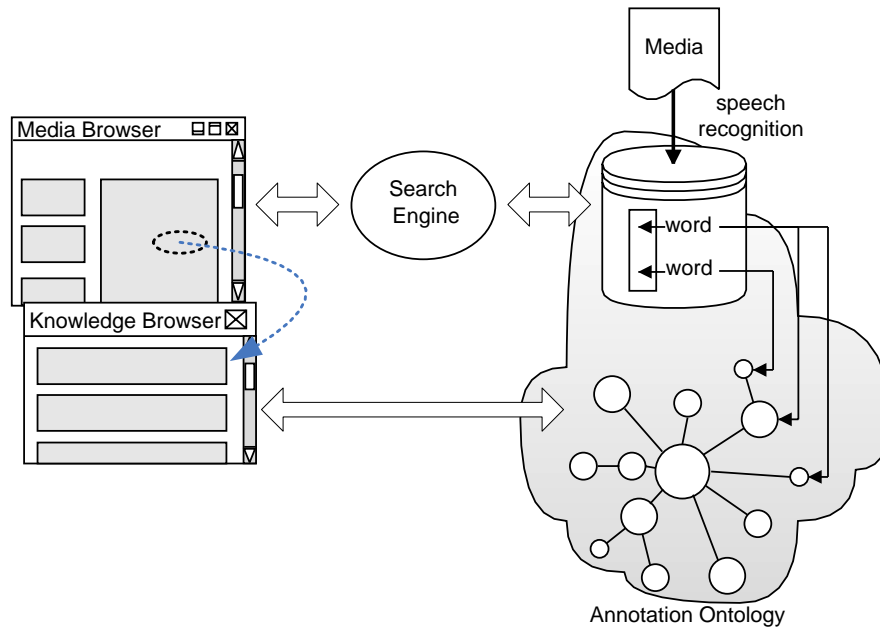 Media
speech
recognition
Media Browser
Search
Engine
word
word
Knowledge Browser
Annotation Ontology